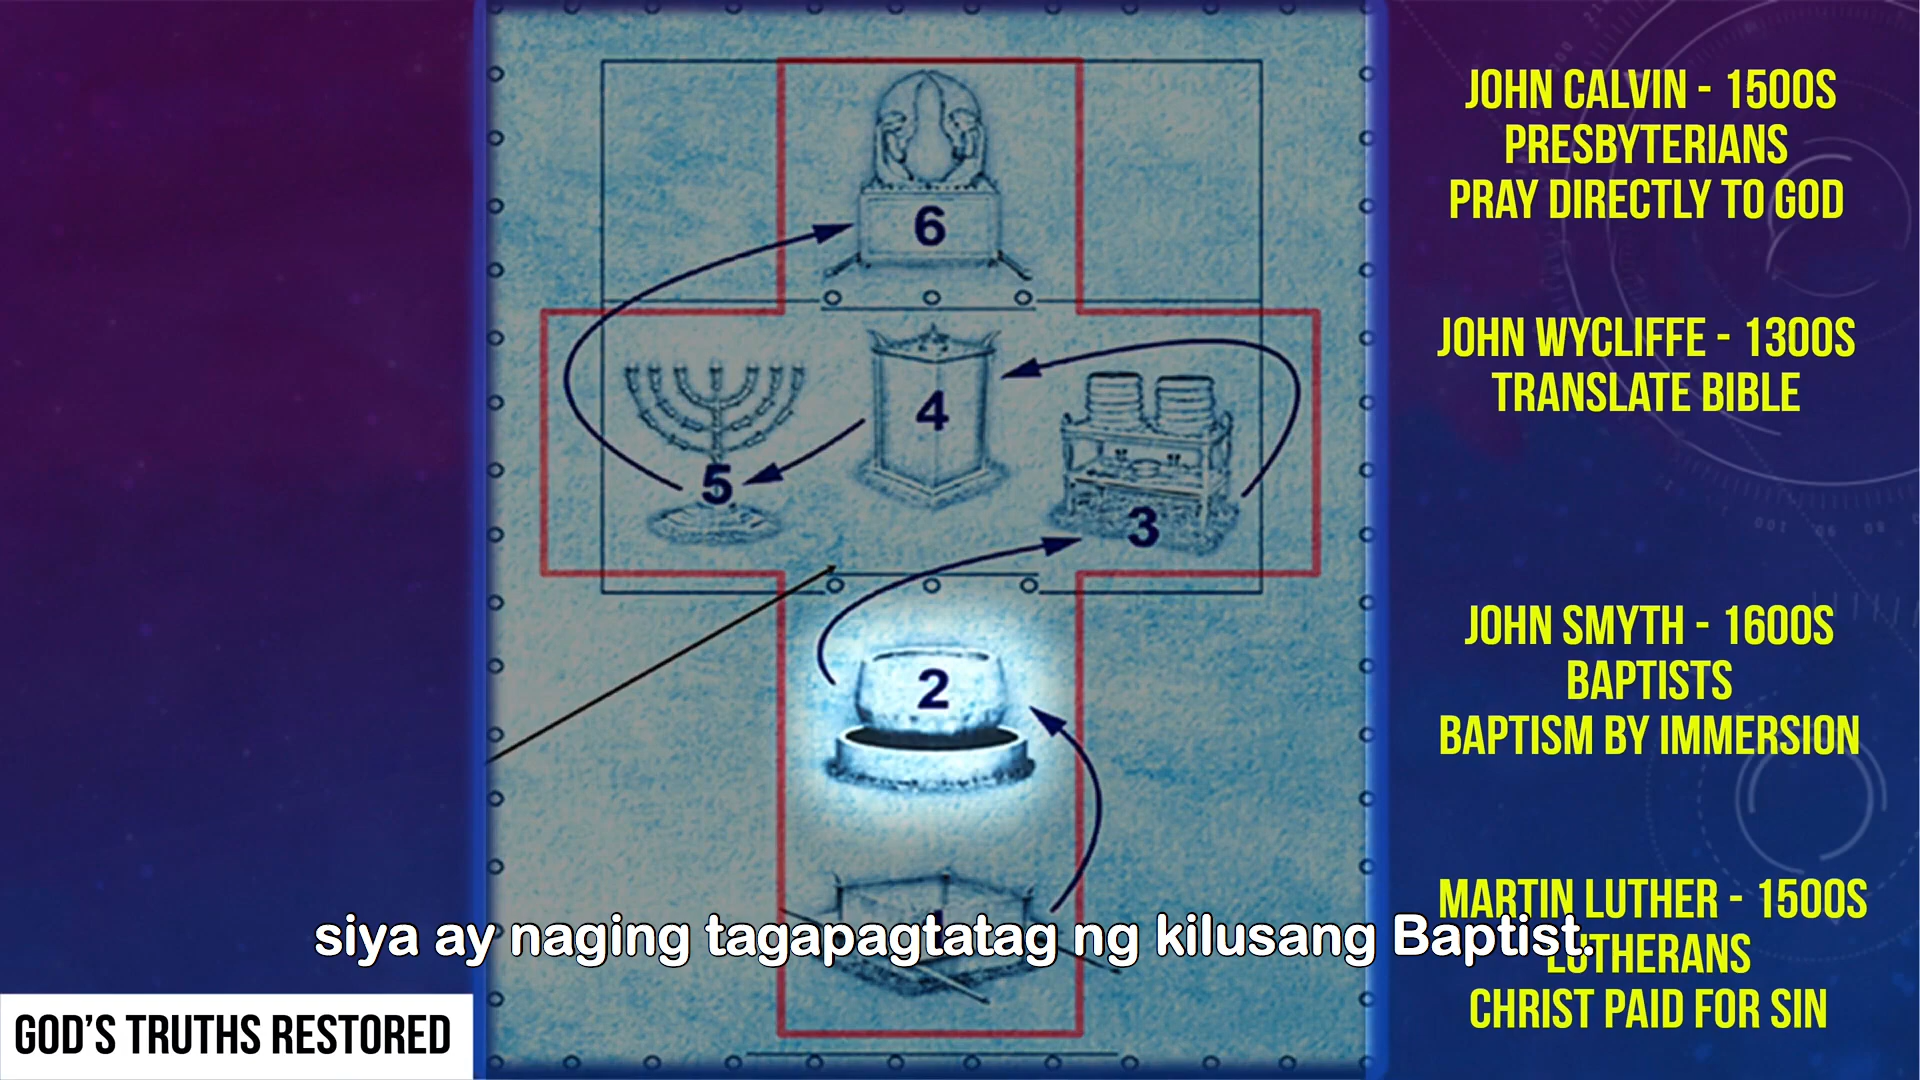 JOHN CALVIN - 1500S
PRESBYTERIANS
PRAY DIRECTLY TO GOD
JOHN WYCLIFFE - 1300S
TRANSLATE BIBLE
JOHN SMYTH - 1600S
BAPTISTS
BAPTISM BY IMMERSION
MARTIN LUTHER - 1500S
LUTHERANS
CHRIST PAID FOR SIN
6
4
5
3
2
1
siya ay naging tagapagtatag ng kilusang Baptist.
GOD'S TRUTHS RESTORED